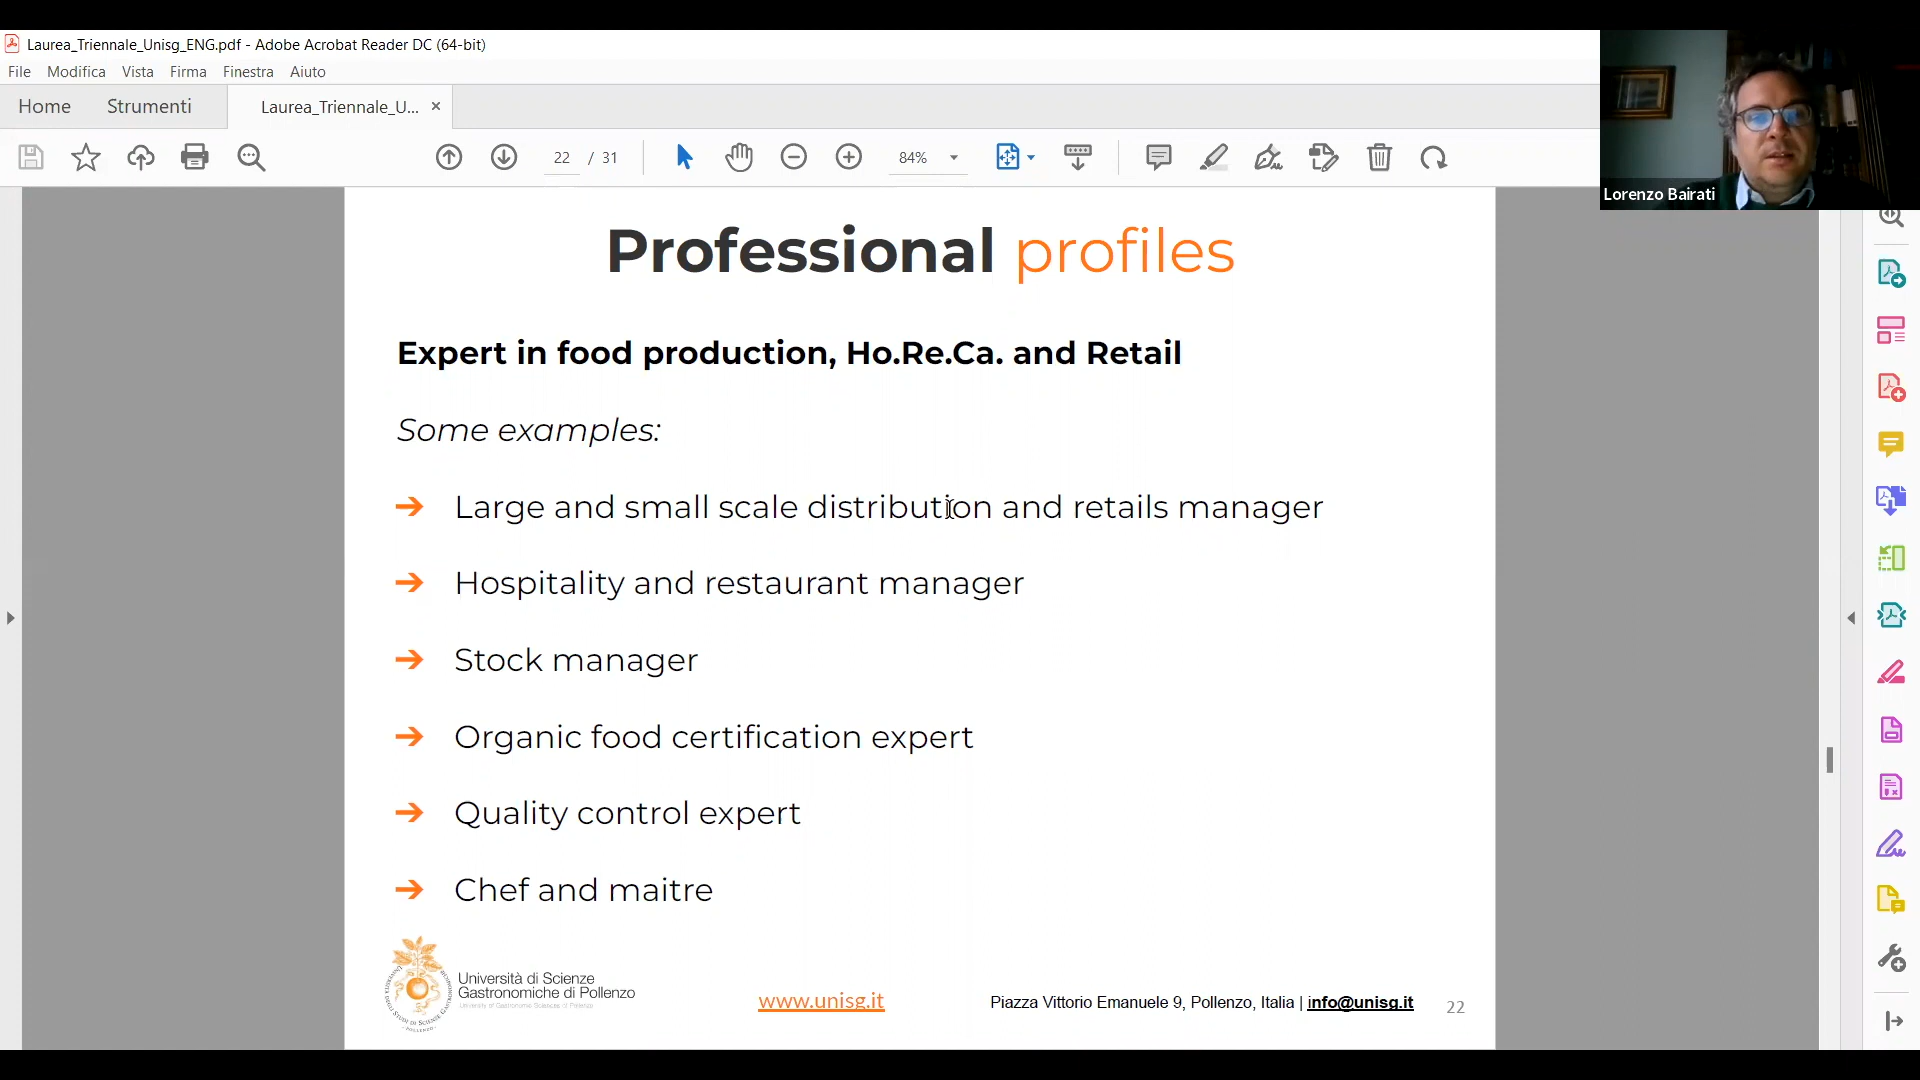 Laurea_Triennale_Unisg_ENG.pdf - Adobe Acrobat Reader DC (64-bit)
File Modifica Vista Firma Finestra Aiuto
Home Strumenti Laurea_Triennale_U... ×
22 / 31 84%
Lorenzo Bairati
Professional profiles
Expert in food production, Ho.Re.Ca. and Retail
Some examples:
➔ Large and small scale distribution and retails manager
➔ Hospitality and restaurant manager
➔ Stock manager
➔ Organic food certification expert
➔ Quality control expert
➔ Chef and maitre
Università di Scienze
Gastronomiche di Pollenzo
www.unisg.it
Piazza Vittorio Emanuele 9, Pollenzo, Italia | info@unisg.it
22